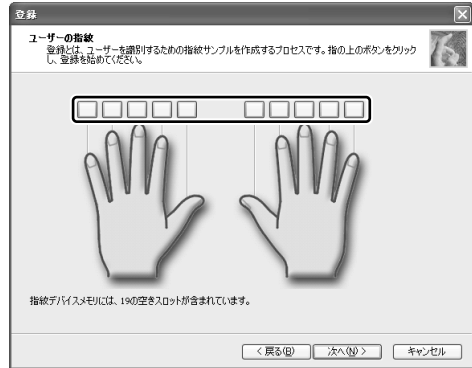 登録
ユーザーの指紋
登録とは、ユーザーを識別するための指紋サンプルを作成するプロセスです。指の上のボタンをクリック
し、登録を始めてください。
指紋デバイスメモリには、19の空きスロットが含まれています。
< 戻る(B)
次へ(N) >
キャンセル